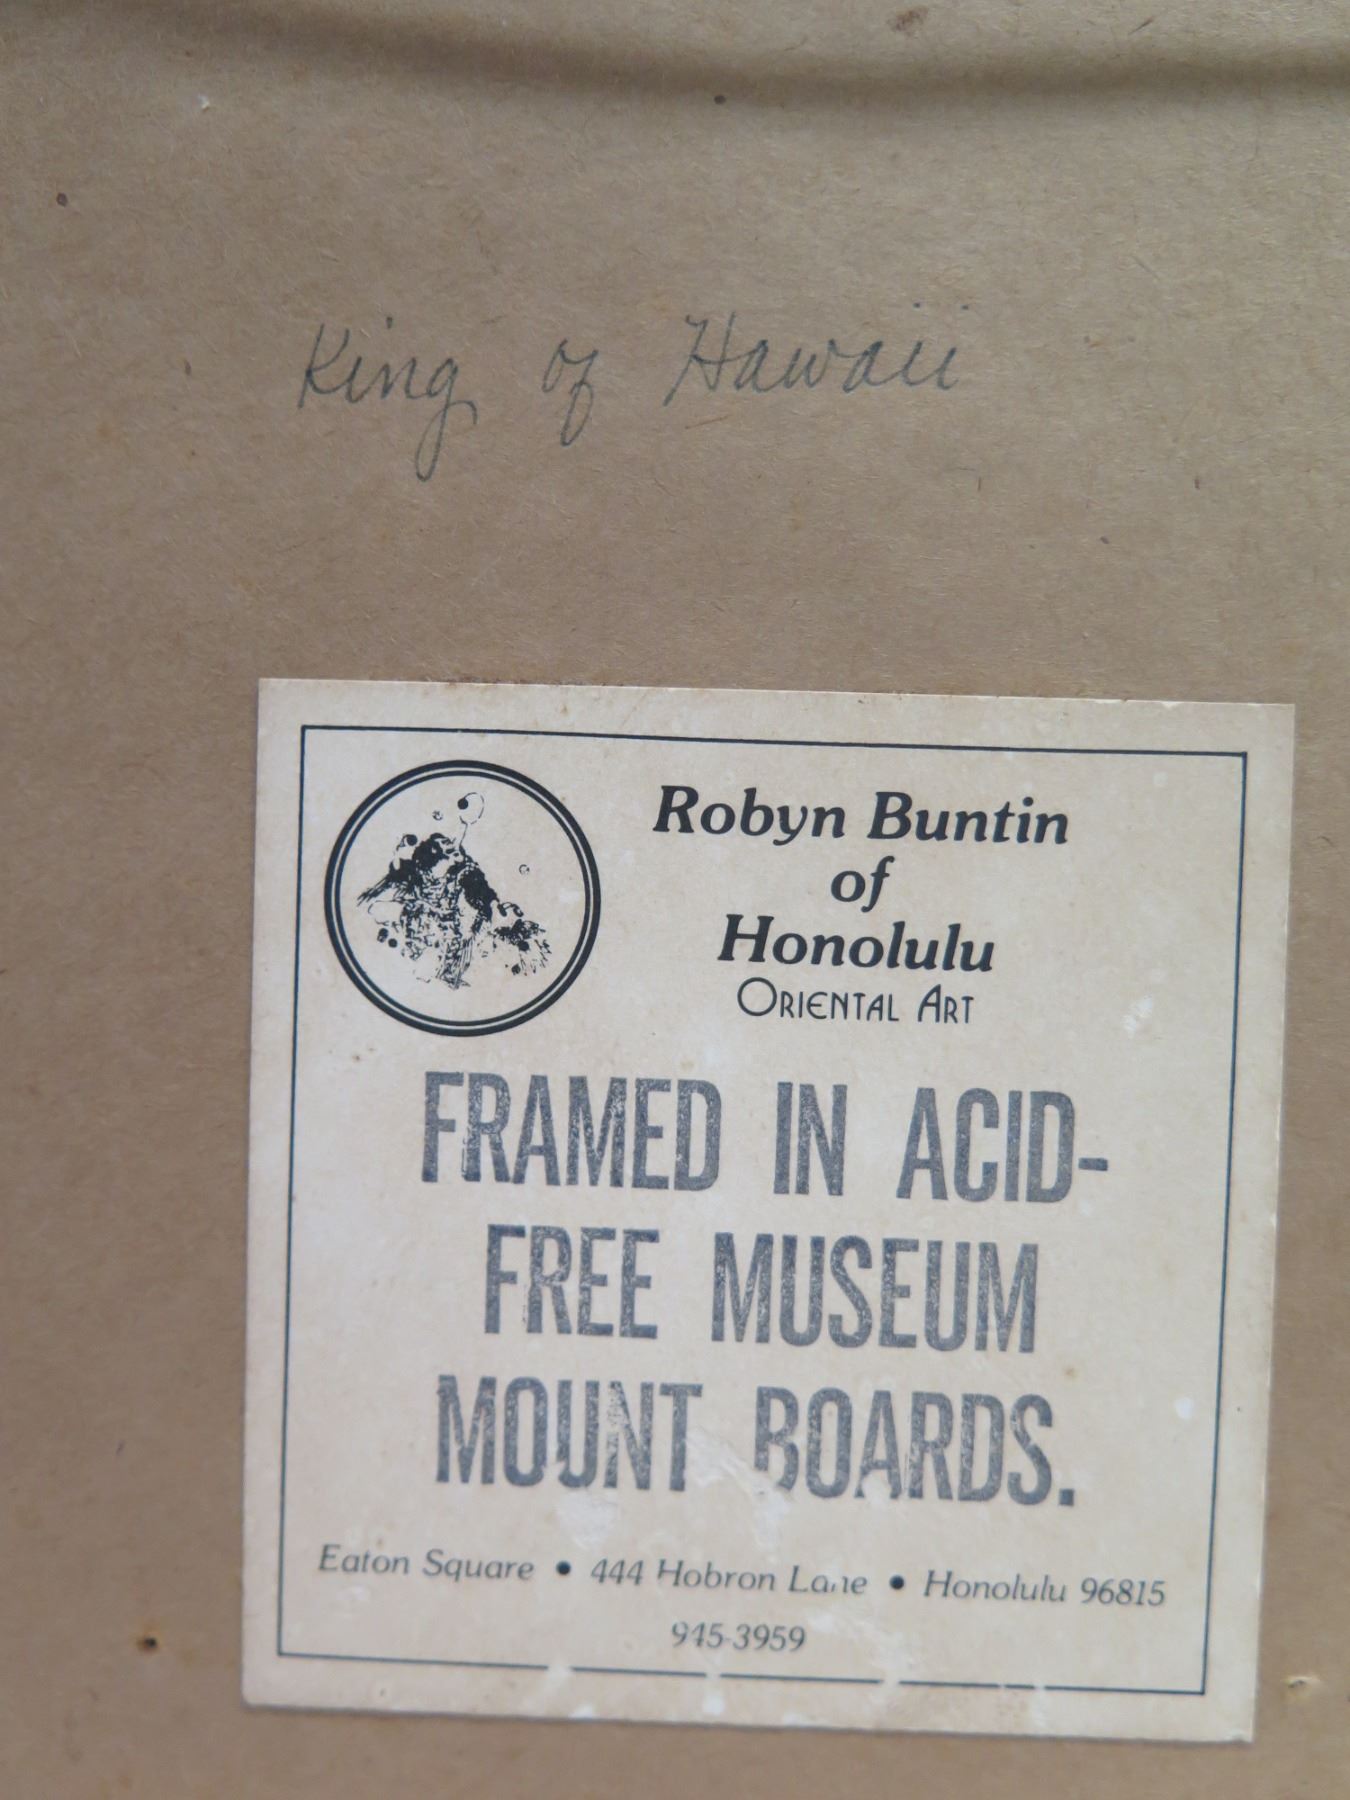 King of Hawaii
Robyn Buntin
of
Honolulu
ORIENTAL ART
FRAMED IN ACID-
FREE MUSEUM
MOUNT BOARDS.
Eaton Square • 444 Hobron Lane • Honolulu 96815
945-3959